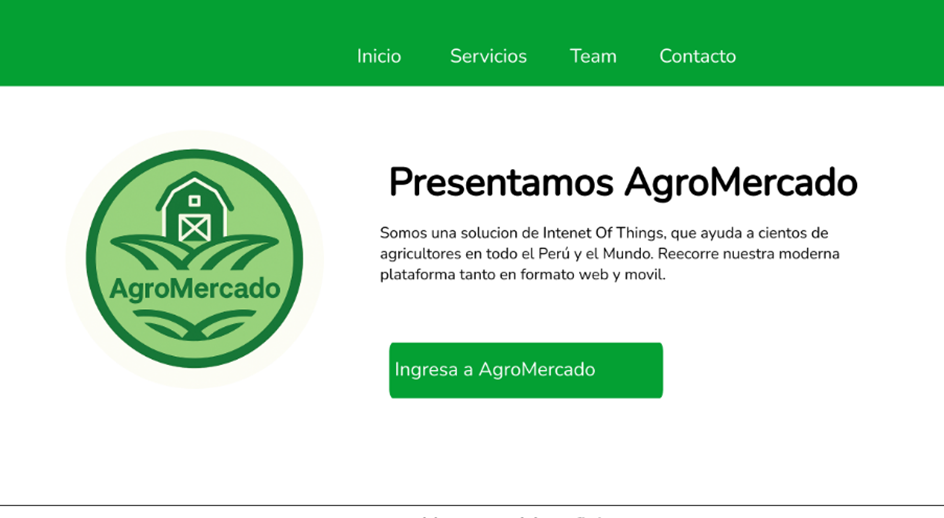 Inicio Servicios Team Contacto
AgroMercado
Presentamos AgroMercado
Somos una solucion de Intenet Of Things, que ayuda a cientos de
agricultores en todo el Perú y el Mundo. Reecorre nuestra moderna
plataforma tanto en formato web y movil.
Ingresa a AgroMercado